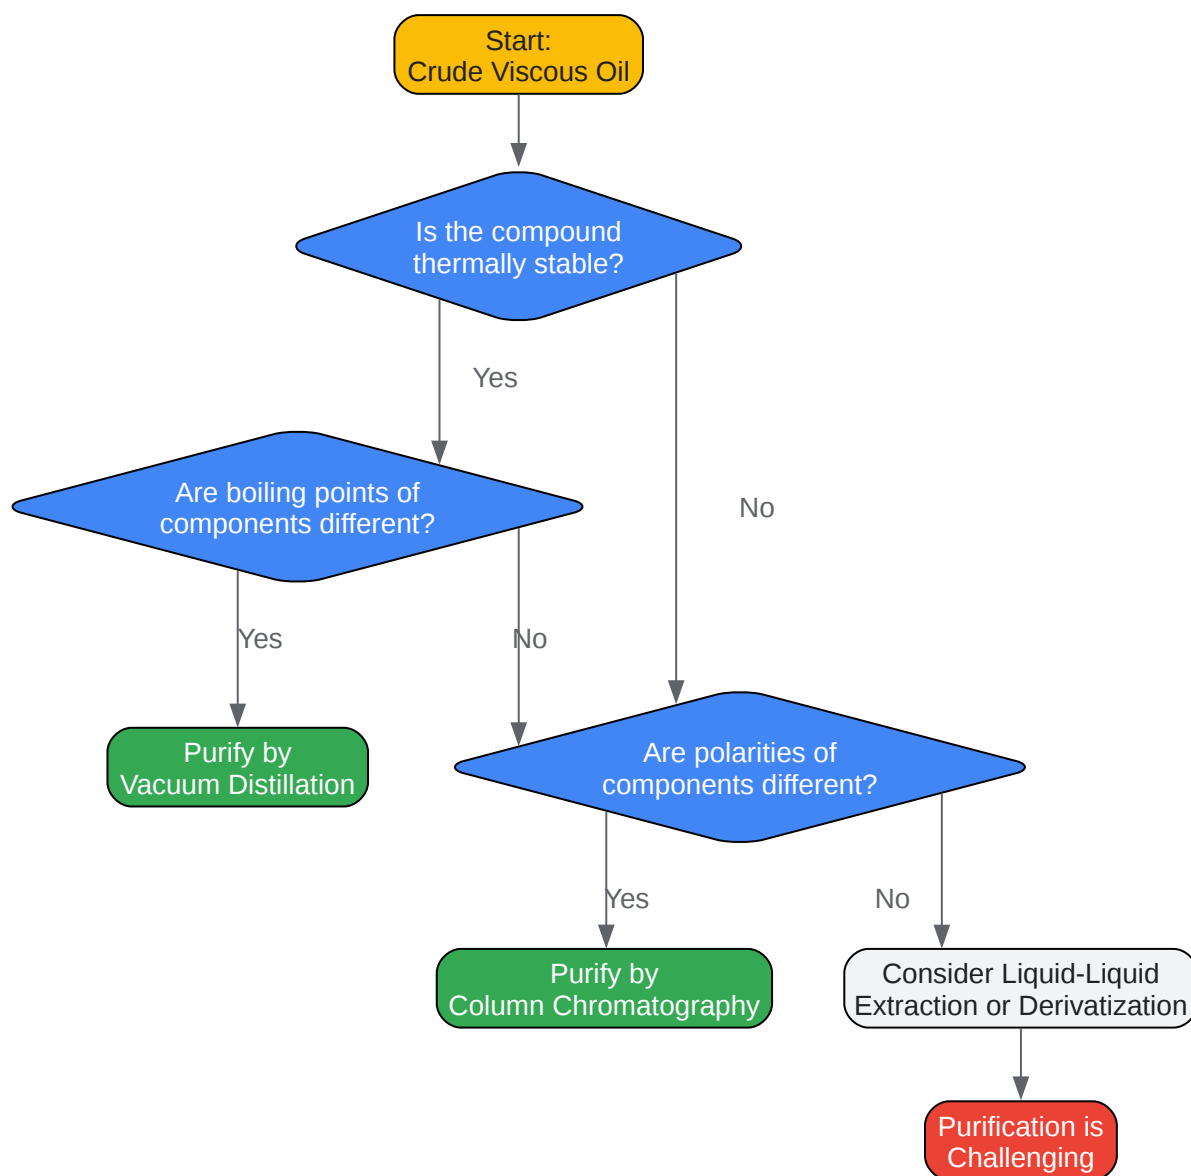 Start:
Crude Viscous Oil
Is the compound
thermally stable?
Yes
Are boiling points of
components different?
No
Yes
No
Purify by
Vacuum Distillation
Are polarities of
components different?
Yes
No
Purify by
Column Chromatography
Consider Liquid-Liquid
Extraction or Derivatization
Purification is
Challenging